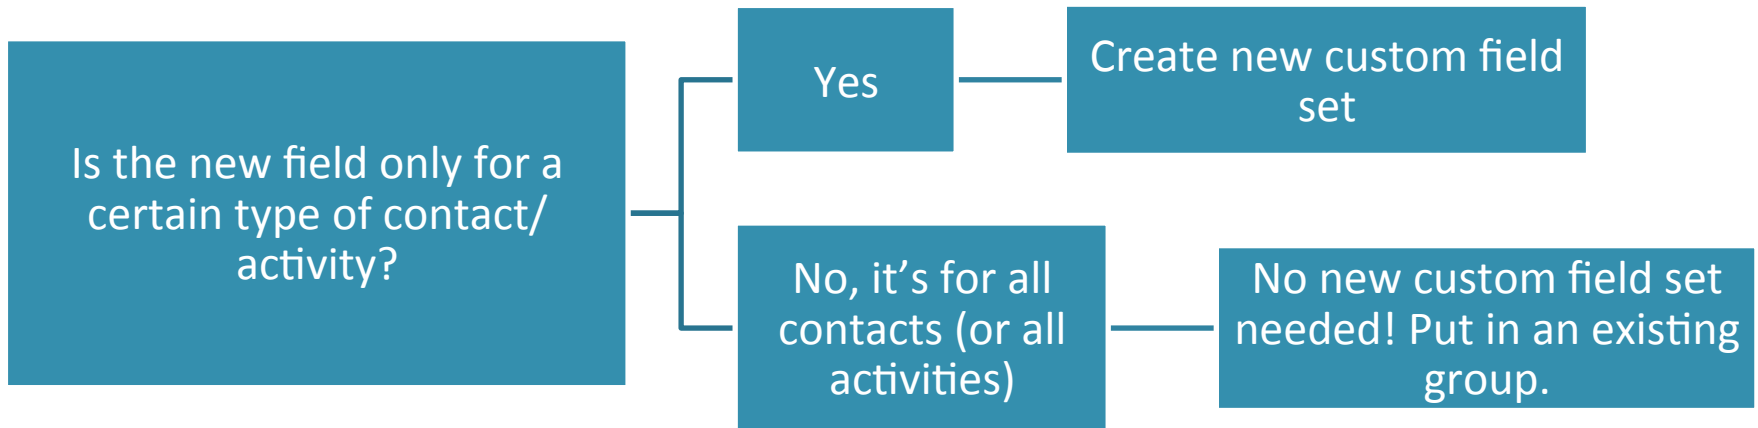 Is the new field only for a
certain type of contact/
activity?
Yes
Create new custom field
set
No, it’s for all
contacts (or all
activities)
No new custom field set
needed! Put in an existing
group.